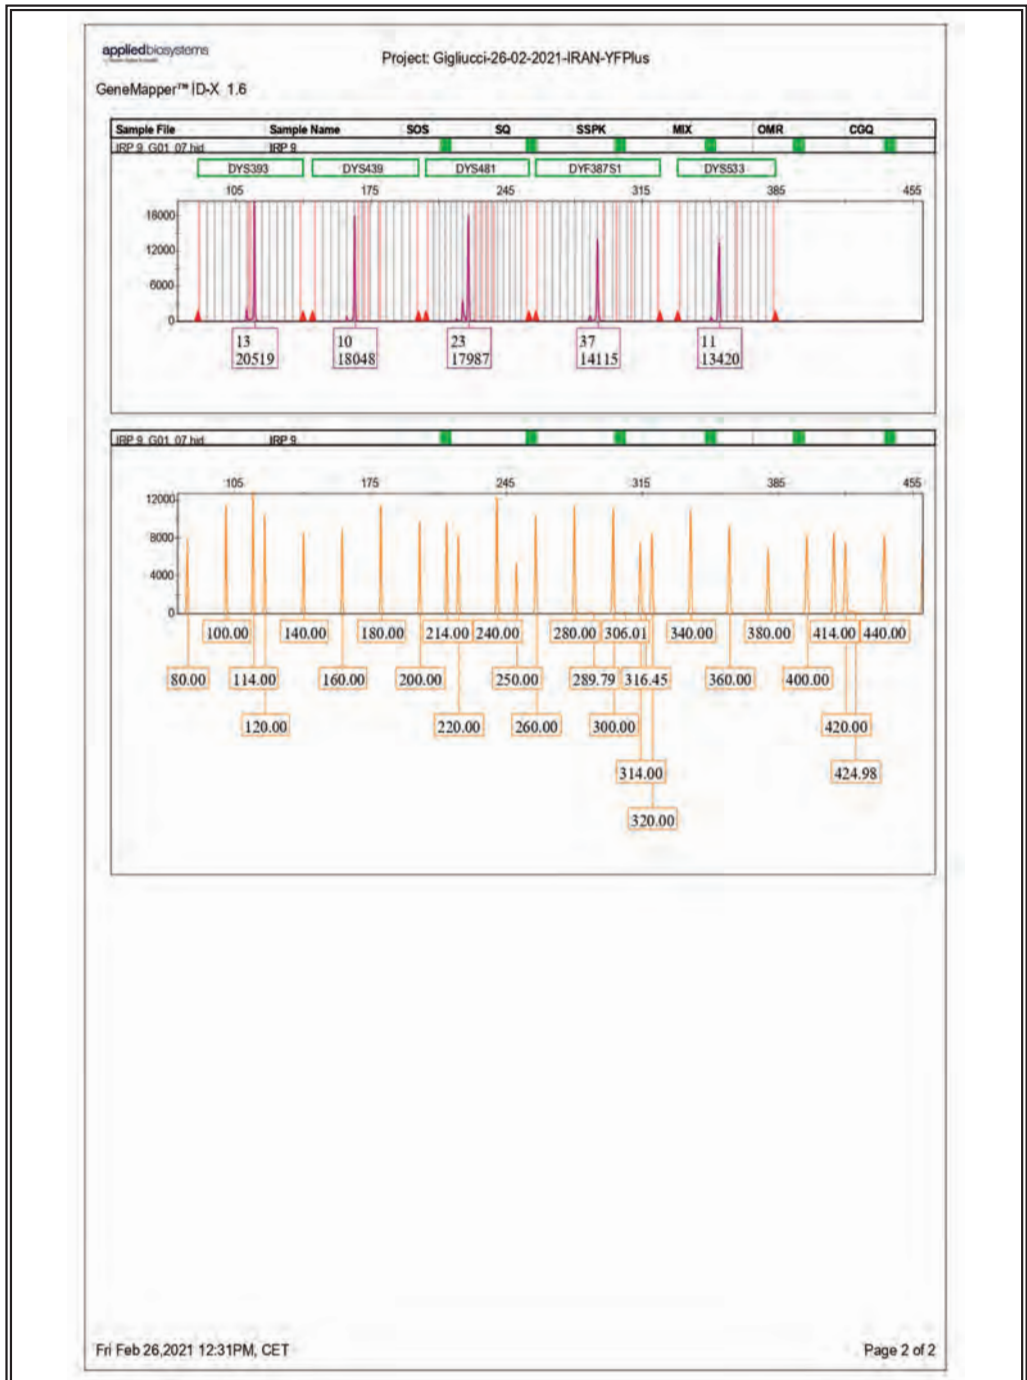 appliedbiosystems
Project: Gigliucci-26-02-2021-IRAN-YFPlus
GeneMapper™ ID-X 1.6
Sample File Sample Name SOS SQ SSPK MIX OMR CGQ
IRP 9_G01_07.hid IRP 9
DYS393 DYS439 DYS481 DYF387S1 DYS533
105 175 245 315 385 455
18000
12000
6000
0
13 10 23 37 11
20519 18048 17987 14115 13420
IRP 9_G01_07.hid IRP 9
105 175 245 315 385 455
12000
8000
4000
0
100.00 140.00 180.00 214.00 240.00 280.00 306.01 340.00 380.00 414.00 440.00
80.00 114.00 160.00 200.00 250.00 289.79 316.45 360.00 400.00
120.00 220.00 260.00 300.00 420.00
314.00 424.98
320.00
Fri Feb 26,2021 12:31PM, CET Page 2 of 2